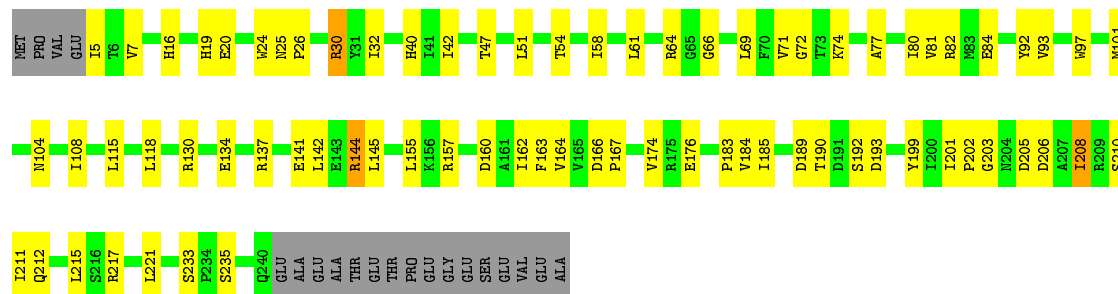 MET PRO VAL GLU I5 T6 V7 H16 H19 E20 W24 N25 P26 R30 Y31 I32 H40 I41 I42 T47 L51 T54 I58 L61 R64 G65 G66 L69 F70 V71 G72 T73 K74 A77 I80 V81 R82 M83 E84 Y92 V93 W97 M101
N104 I108 L115 L118 R130 E134 R137 E141 L142 E143 R144 L145 L155 K156 R157 D160 A161 I162 F163 V164 V165 D166 P167 V174 R175 E176 P183 V184 I185 D189 T190 D191 S192 D193 Y199 I200 I201 P202 G203 N204 D205 D206 A207 I208 R209 S210
I211 Q212 L215 S216 R217 L221 S233 P234 S235 Q240 GLU ALA GLU ALA THR GLU THR PRO GLU GLY GLU SER GLU VAL GLU ALA